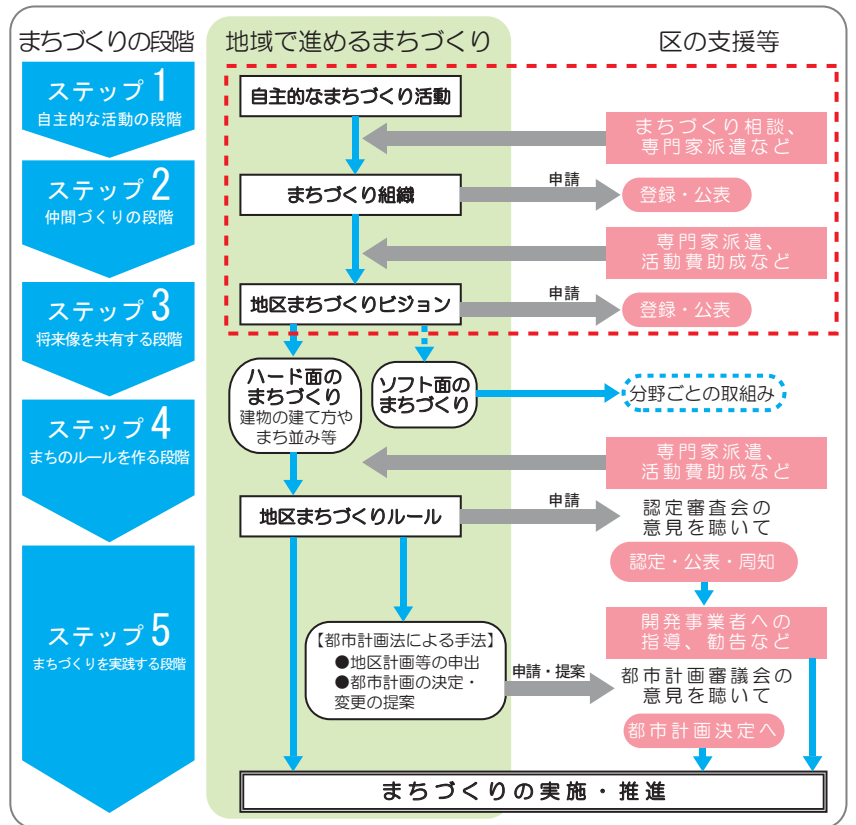 まちづくりの段階
地域で進めるまちづくり
区の支援等
ステップ1
自主的な活動の段階
自主的なまちづくり活動
まちづくり相談、
専門家派遣など
ステップ2
仲間づくりの段階
まちづくり組織
申請
登録・公表
専門家派遣、
活動費助成など
ステップ3
将来像を共有する段階
地区まちづくりビジョン
申請
登録・公表
ハード面の
まちづくり
建物の建て方や
まち並み等
ソフト面の
まちづくり
分野ごとの取組み
ステップ4
まちのルールを作る段階
専門家派遣、
活動費助成など
地区まちづくりルール
申請
認定審査会の
意見を聴いて
認定・公表・周知
ステップ5
まちづくりを実践する段階
開発事業者への
指導、勧告など
【都市計画法による手法】
●地区計画等の申出
●都市計画の決定・
変更の提案
申請・提案
都市計画審議会の
意見を聴いて
都市計画決定へ
まちづくりの実施・推進